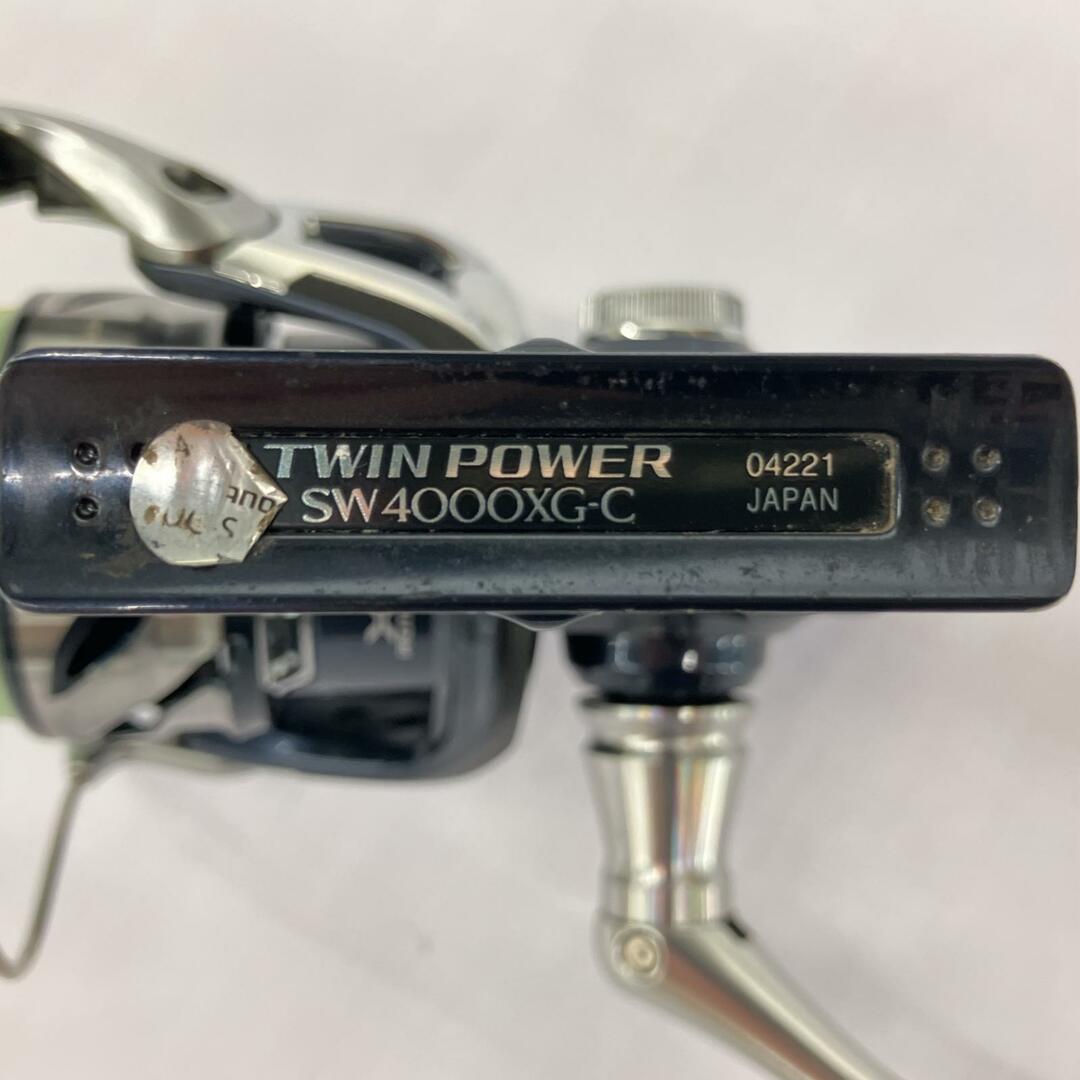 TWIN POWER
SW4000XG-C
04221
JAPAN